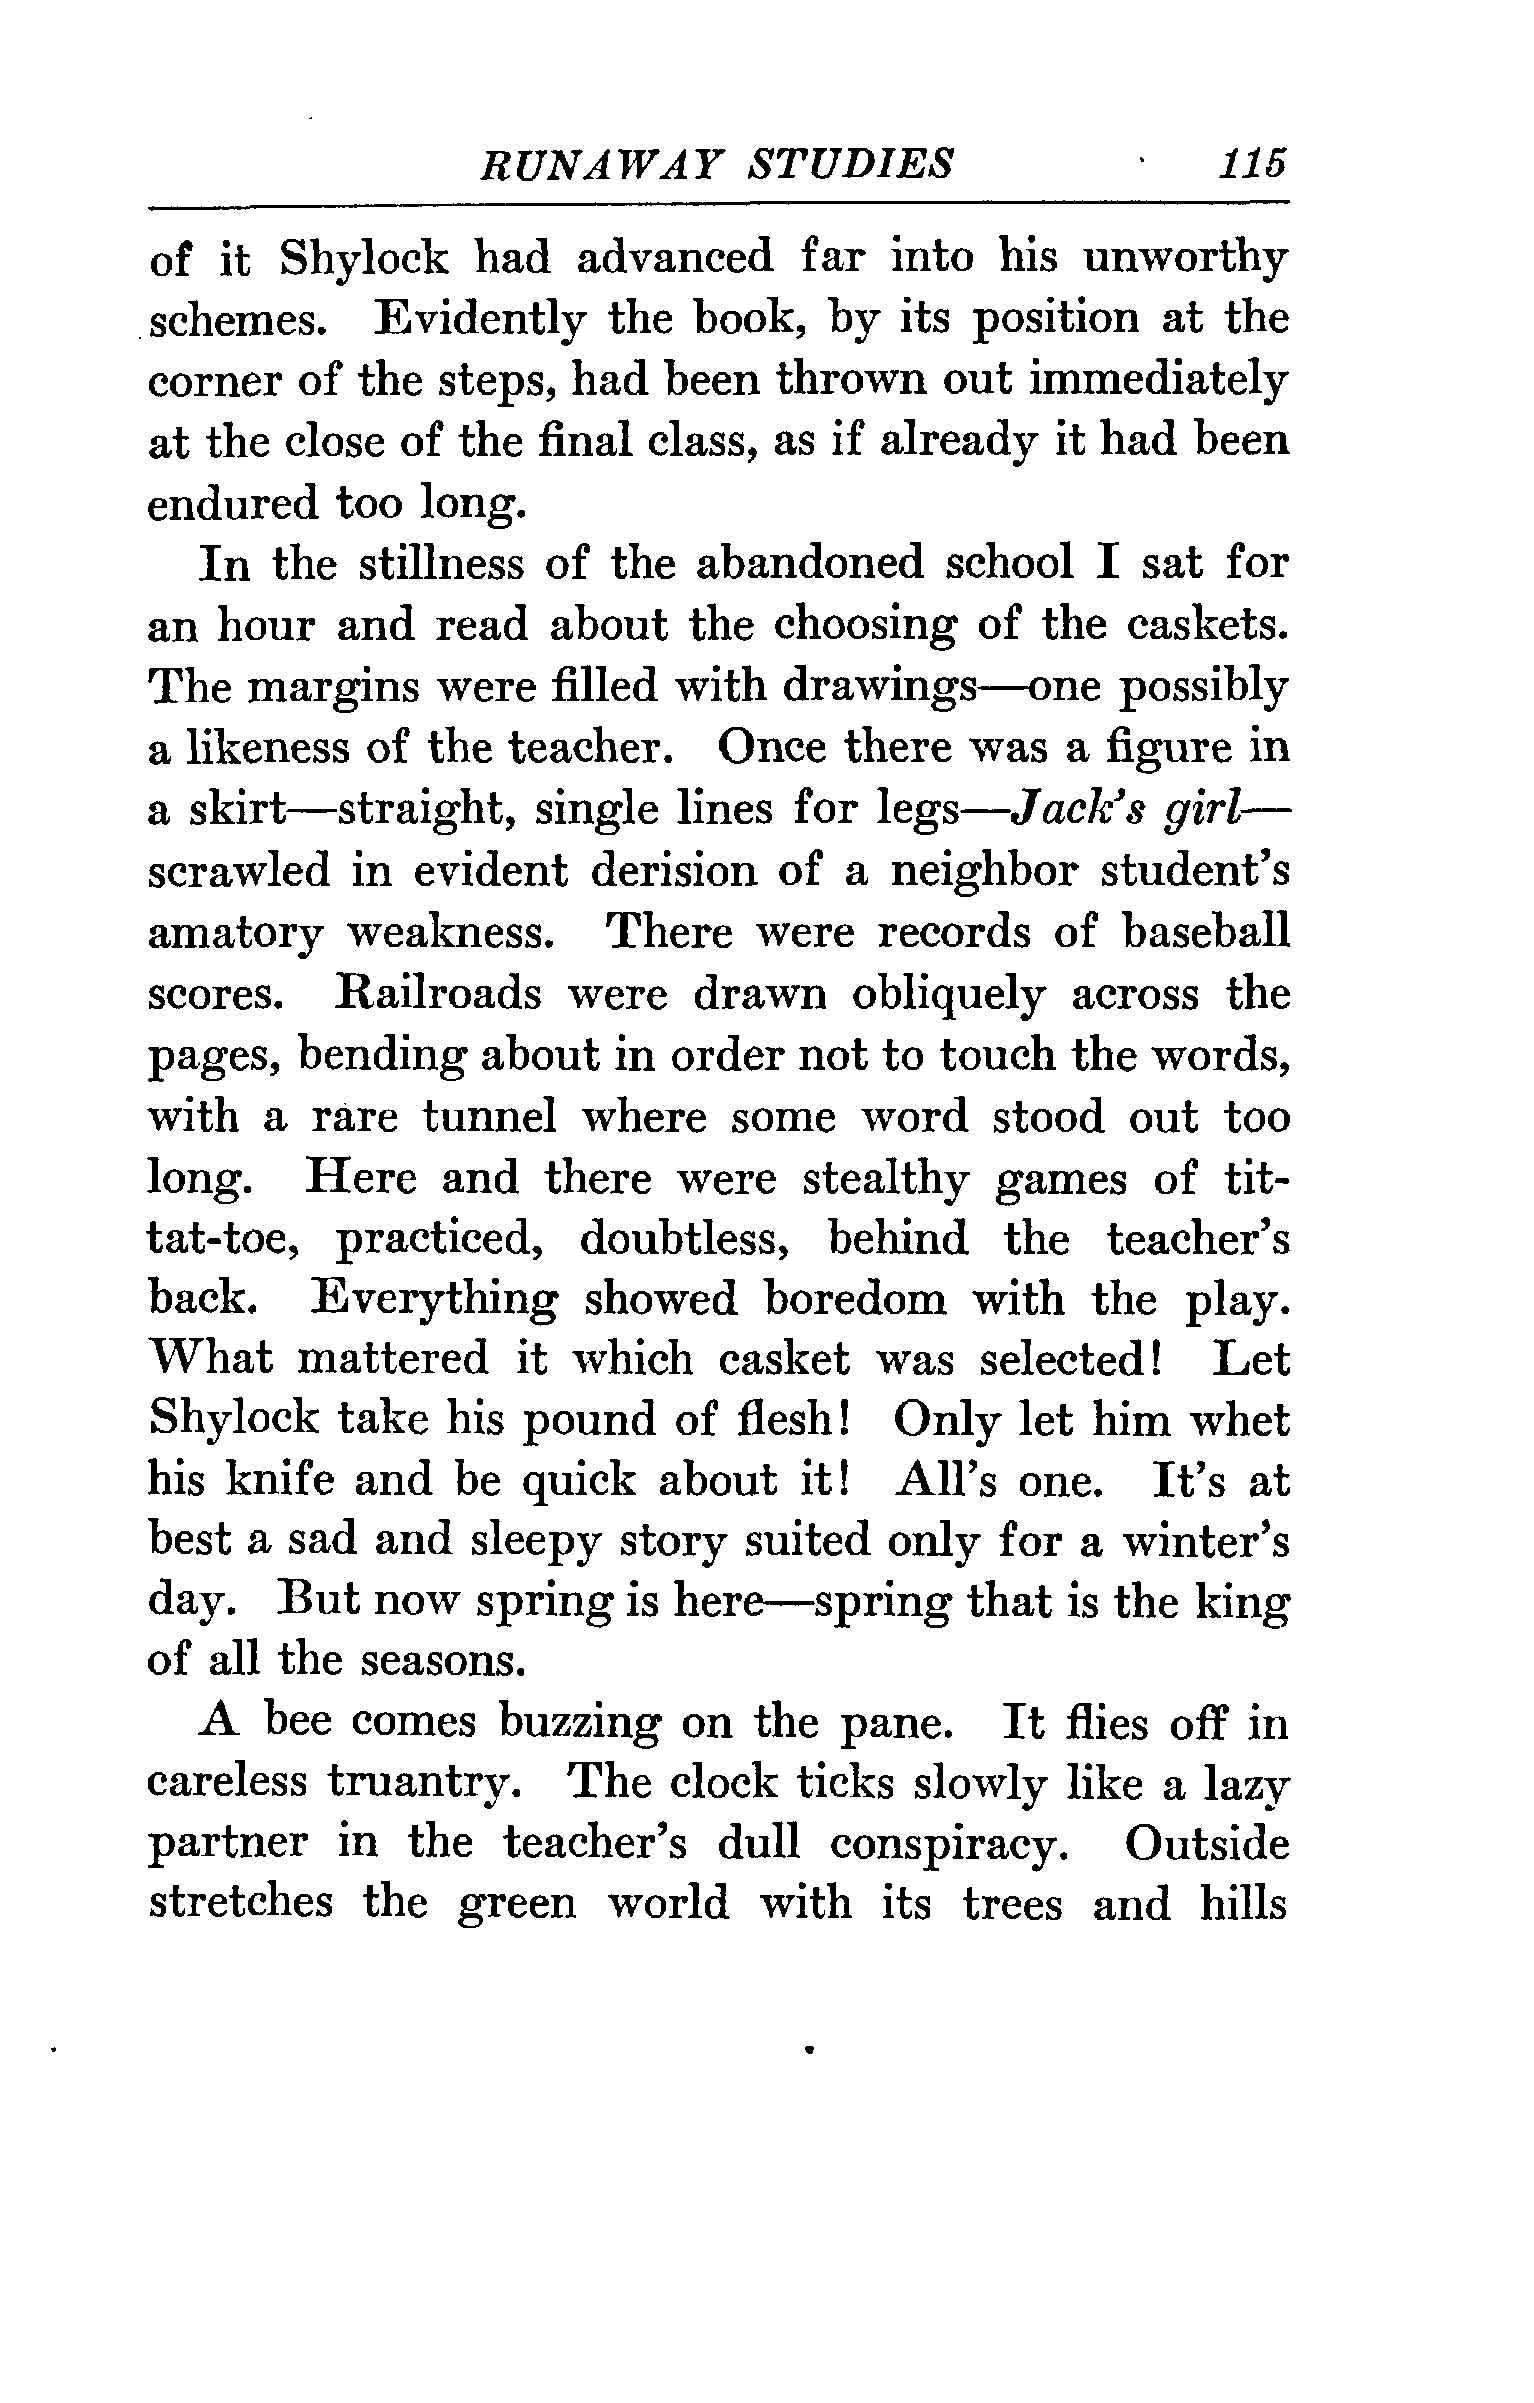 RUNAWAY STUDIES 115
of it Shylock had advanced far into his unworthy
schemes. Evidently the book, by its position at the
corner of the steps, had been thrown out immediately
at the close of the final class, as if already it had been
endured too long.
In the stillness of the abandoned school I sat for
an hour and read about the choosing of the caskets.
The margins were filled with drawings—one possibly
a likeness of the teacher. Once there was a figure in
a skirt—straight, single lines for legs—Jack's girl—
scrawled in evident derision of a neighbor student's
amatory weakness. There were records of baseball
scores. Railroads were drawn obliquely across the
pages, bending about in order not to touch the words,
with a rare tunnel where some word stood out too
long. Here and there were stealthy games of tit-
tat-toe, practiced, doubtless, behind the teacher's
back. Everything showed boredom with the play.
What mattered it which casket was selected! Let
Shylock take his pound of flesh! Only let him whet
his knife and be quick about it! All's one. It's at
best a sad and sleepy story suited only for a winter's
day. But now spring is here—spring that is the king
of all the seasons.
A bee comes buzzing on the pane. It flies off in
careless truantry. The clock ticks slowly like a lazy
partner in the teacher's dull conspiracy. Outside
stretches the green world with its trees and hills